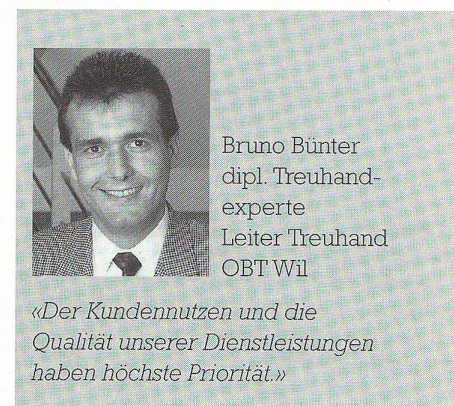 Bruno Bünter
dipl. Treuhand-
experte
Leiter Treuhand
OBT Wil
«Der Kundennutzen und die
Qualität unserer Dienstleistungen
haben höchste Priorität.»